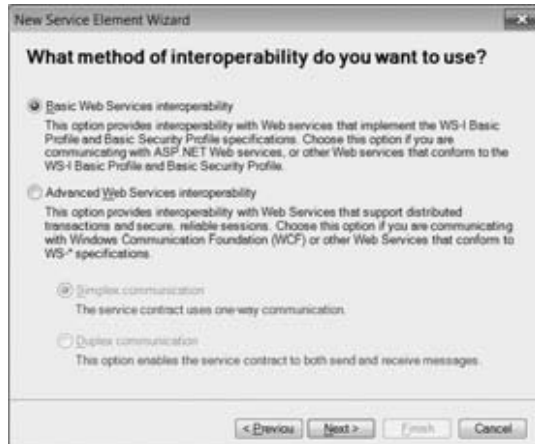 New Service Element Wizard
What method of interoperability do you want to use?
Basic Web Services interoperability
This option provides interoperability with Web services that implement the WS-I Basic
Profile and Basic Security Profile specifications. Choose this option if you are
communicating with ASP.NET Web services, or other Web services that conform to the
WS-I Basic Profile and Basic Security Profile.
Advanced Web Services interoperability
This option provides interoperability with Web Services that support distributed
transactions and secure, reliable sessions. Choose this option if you are communicating
with Windows Communication Foundation (WCF) or other Web Services that conform to
WS-* specifications.
Simplex communication
The service contract uses one-way communication.
Duplex communication
This option enables the service contract to both send and receive messages.
< Previou Next > Finish Cancel